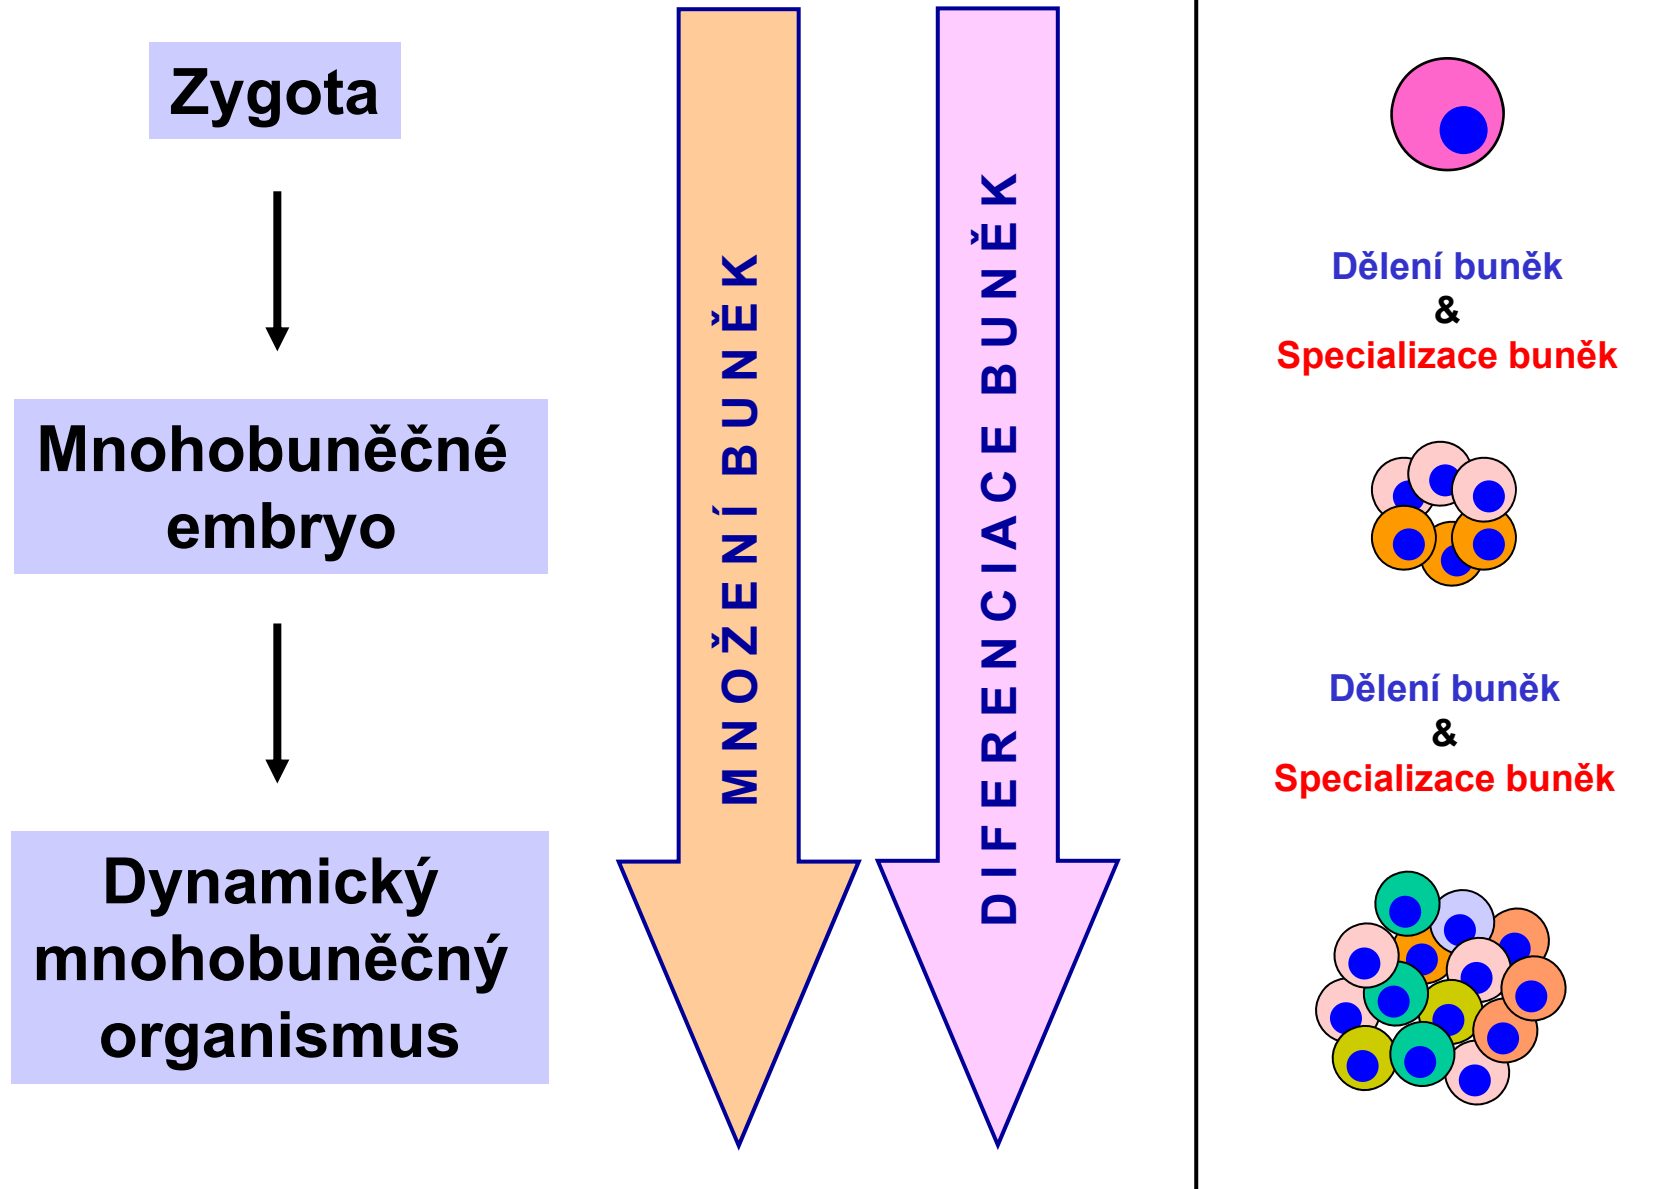 Zygota
Mnohobuněčné
embryo
Dynamický
mnohobuněčný
organismus
MNOŽENÍ BUNĚK
DIFERENCIACE BUNĚK
Dělení buněk
&
Specializace buněk
Dělení buněk
&
Specializace buněk